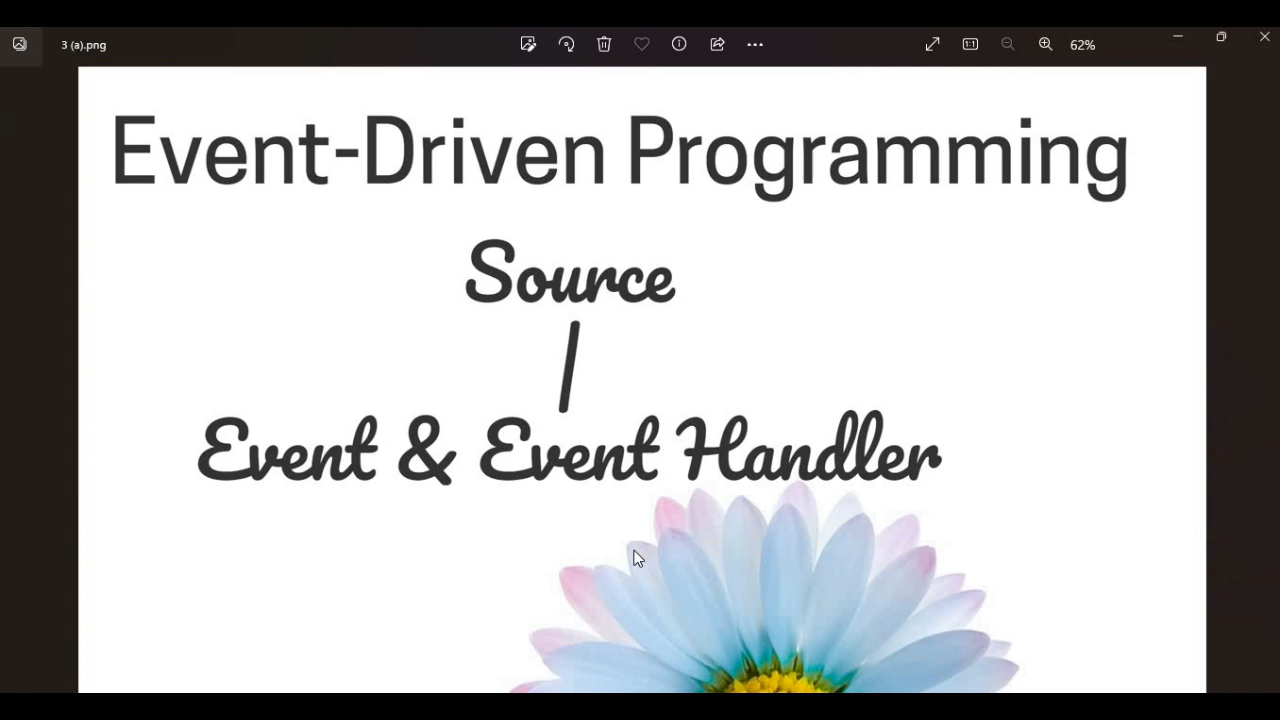 3 (a).png
62%
Event-Driven Programming
Source
Event & Event Handler